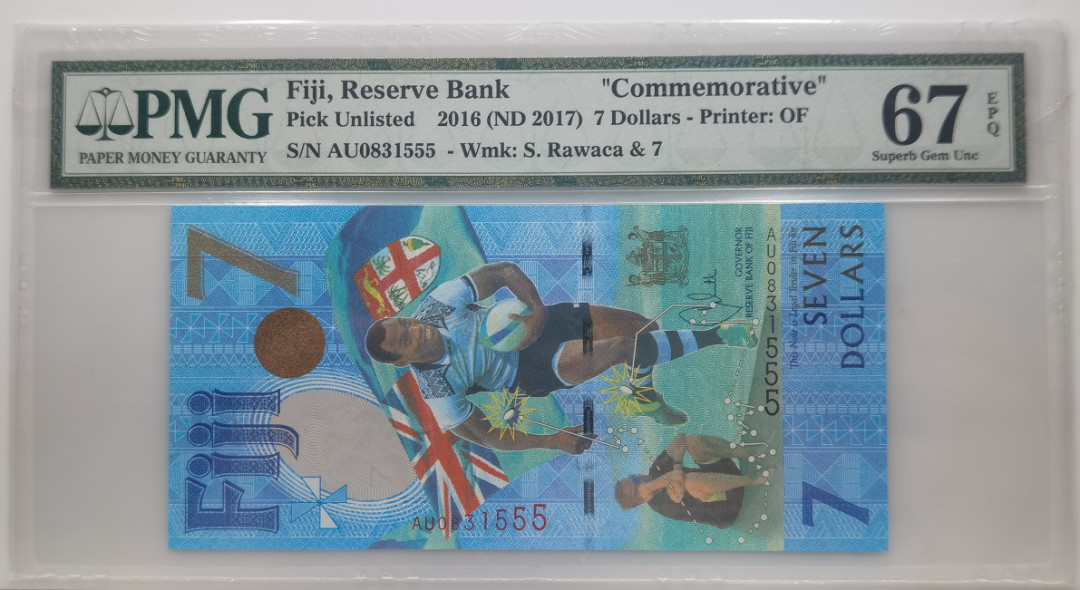 PMG
PAPER MONEY GUARANTY
Fiji, Reserve Bank "Commemorative"
Pick Unlisted 2016 (ND 2017) 7 Dollars - Printer: OF
S/N AU0831555 - Wmk: S. Rawaca & 7
67
EPQ
Superb Gem Unc
7
Fiji
AU0831555
GOVERNOR
RESERVE BANK OF FIJI
AU0831555
This Note is Legal Tender in Fiji for
SEVEN
DOLLARS
7